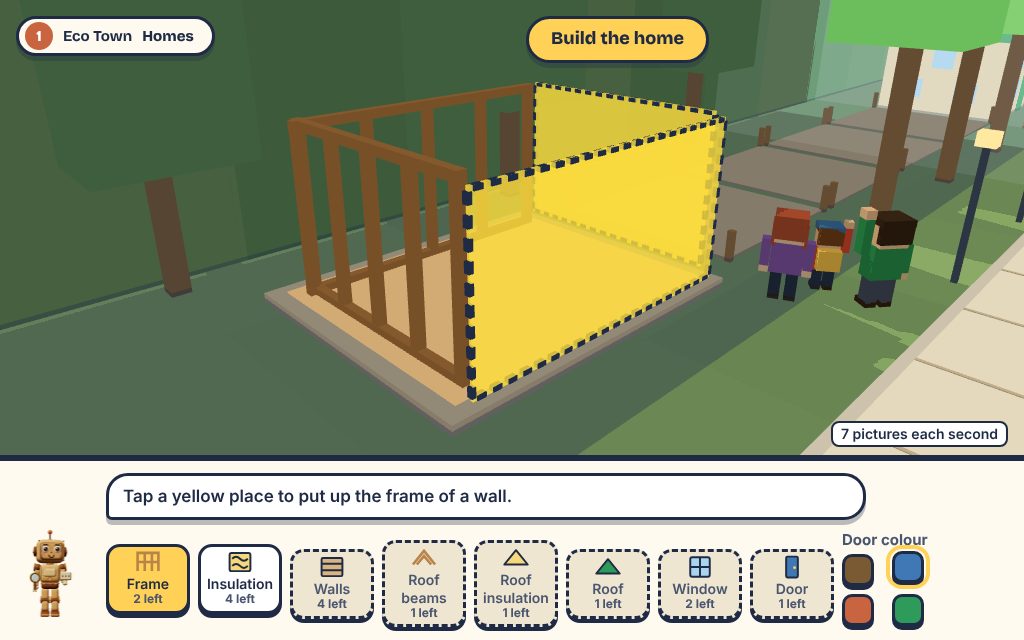 1 Eco Town Homes
Build the home
7 pictures each second
Tap a yellow place to put up the frame of a wall.
Frame
2 left
Insulation
4 left
Walls
4 left
Roof
beams
1 left
Roof
insulation
1 left
Roof
1 left
Window
2 left
Door
1 left
Door colour